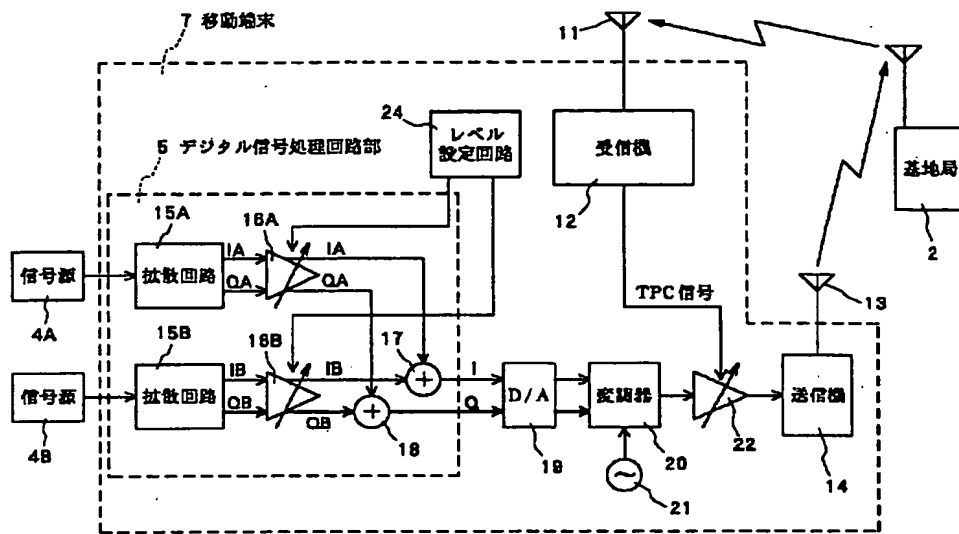 7 移動端末
11
24
レベル
設定回路
受信機
12
基地局
2
5 デジタル信号処理回路部
15A
16A
信号源
4A
拡散回路
IA
QA
IA
QA
TPC 信号
13
15B
16B
17
信号源
4B
拡散回路
IB
QB
IB
QB
18
I
Q
D/A
19
変調器
20
21
22
送信機
14